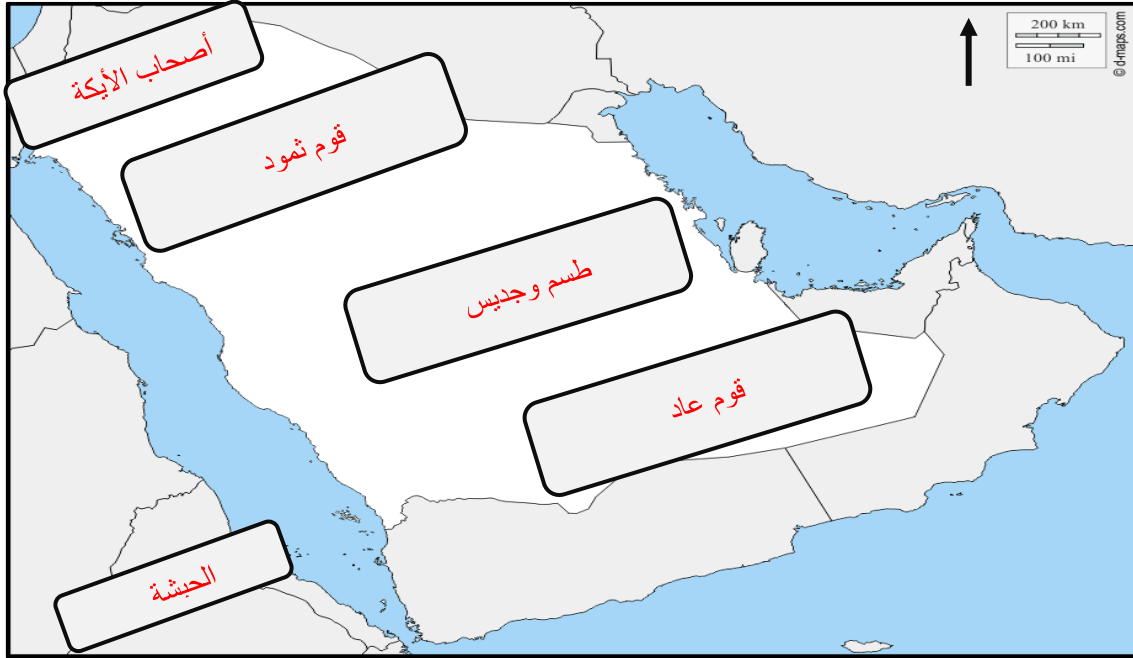 أصحاب الأيكة
200 km
100 mi
© d-maps.com
قوم ثمود
طسم وجديس
قوم عاد
الحبشة